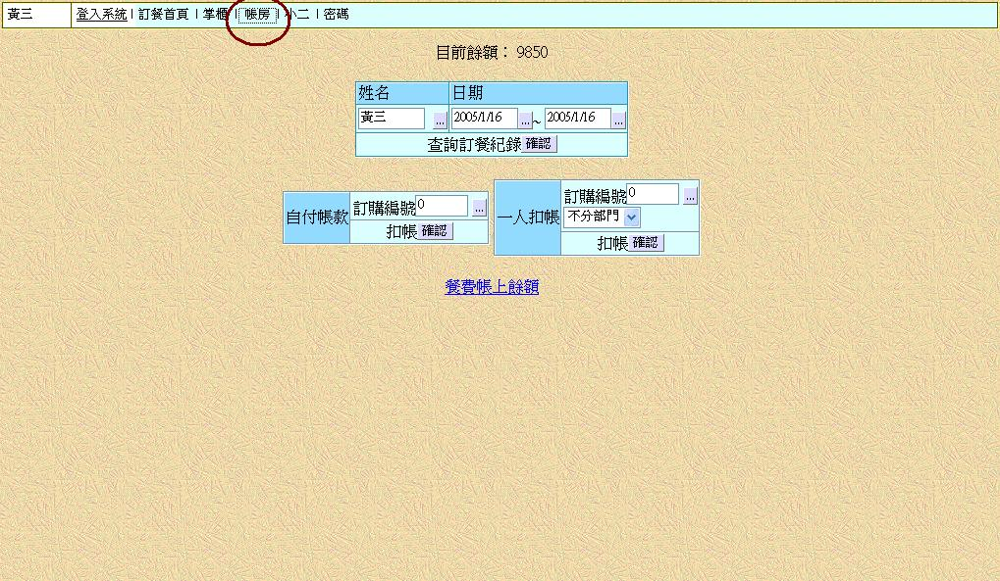 黃三 登入系統 | 訂餐首頁 | 掌櫃 | 帳房 | 小二 | 密碼
目前餘額： 9850
姓名 日期
黃三 ... 2005/1/16 ... ~ 2005/1/16 ...
查詢訂餐紀錄 確認
自付帳款 訂購編號 0 ...
扣帳 確認
一人扣帳 訂購編號 0 ...
不分部門
扣帳 確認
餐費帳上餘額